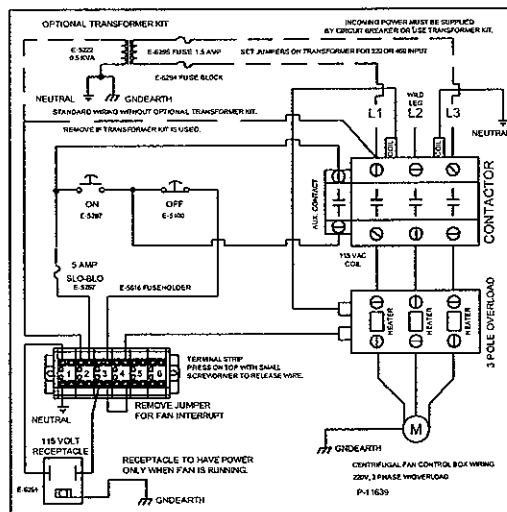 OPTIONAL TRANSFORMER KIT
INCOMING POWER MUST BE SUPPLIED
BY CIRCUIT BREAKER OR USE TRANSFORMER KIT.
E-5222
0.5 KVA
E-6295 FUSE 1.5 AMP
SET JUMPERS ON TRANSFORMER FOR 220 OR 460 INPUT
E-6294 FUSE BLOCK
NEUTRAL
GNDEARTH
STANDARD WIRING WITHOUT OPTIONAL TRANSFORMER KIT.
REMOVE IF TRANSFORMER KIT IS USED.
L1
WILD
LEG
L2
L3
NEUTRAL
COIL
COIL
ON
E-5287
OFF
AUX. CONTACT
CONTACTOR
115 VAC
COIL
5 AMP
SLO-BLO
E-5616 FUSEHOLDER
HEATER
HEATER
HEATER
3 POLE OVERLOAD
1
2
3
4
5
6
TERMINAL STRIP
PRESS ON TOP WITH SMALL
SCREWDRIVER TO RELEASE WIRE.
NEUTRAL
REMOVE JUMPER
FOR FAN INTERRUPT
115 VOLT
RECEPTACLE
M
GNDEARTH
RECEPTACLE TO HAVE POWER
ONLY WHEN FAN IS RUNNING.
GNDEARTH
CENTRIFUGAL FAN CONTROL BOX WIRING
220V, 3 PHASE W/OVERLOAD
P-11639